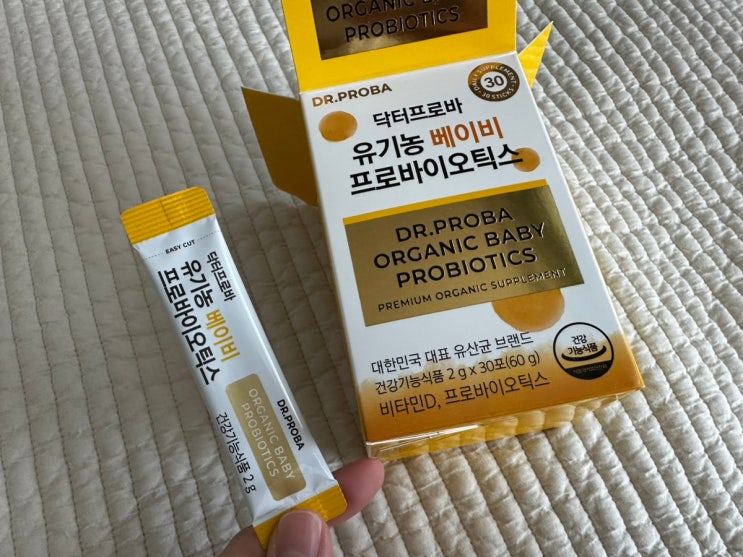 ORGANIC BABY
PROBIOTICS
DR.PROBA
DAILY SUPPLEMENT
30
30 STICKS
닥터프로바
유기농 베이비
프로바이오틱스
DR.PROBA
ORGANIC BABY
PROBIOTICS
PREMIUM ORGANIC SUPPLEMENT
대한민국 대표 유산균 브랜드
건강기능식품 2 g x 30포(60 g)
비타민D, 프로바이오틱스
건강
기능식품
EASY CUT
닥터프로바
유기농 베이비
프로바이오틱스
DR.PROBA
ORGANIC BABY
PROBIOTICS
건강기능식품 2 g